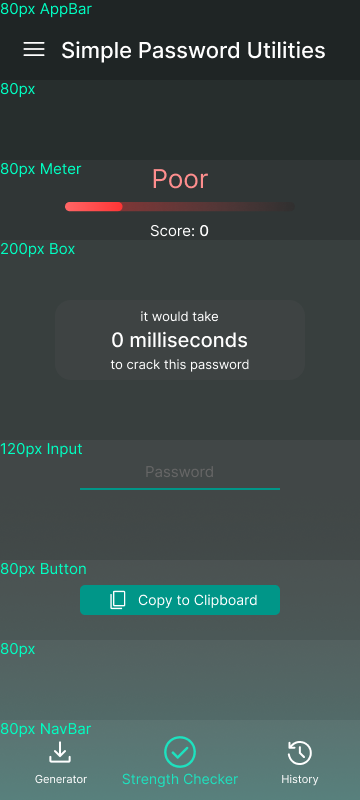 80px AppBar
Simple Password Utilities
80px
80px Meter
Poor
Score: 0
200px Box
it would take
0 milliseconds
to crack this password
120px Input
Password
80px Button
Copy to Clipboard
80px
80px NavBar
Generator
Strength Checker
History